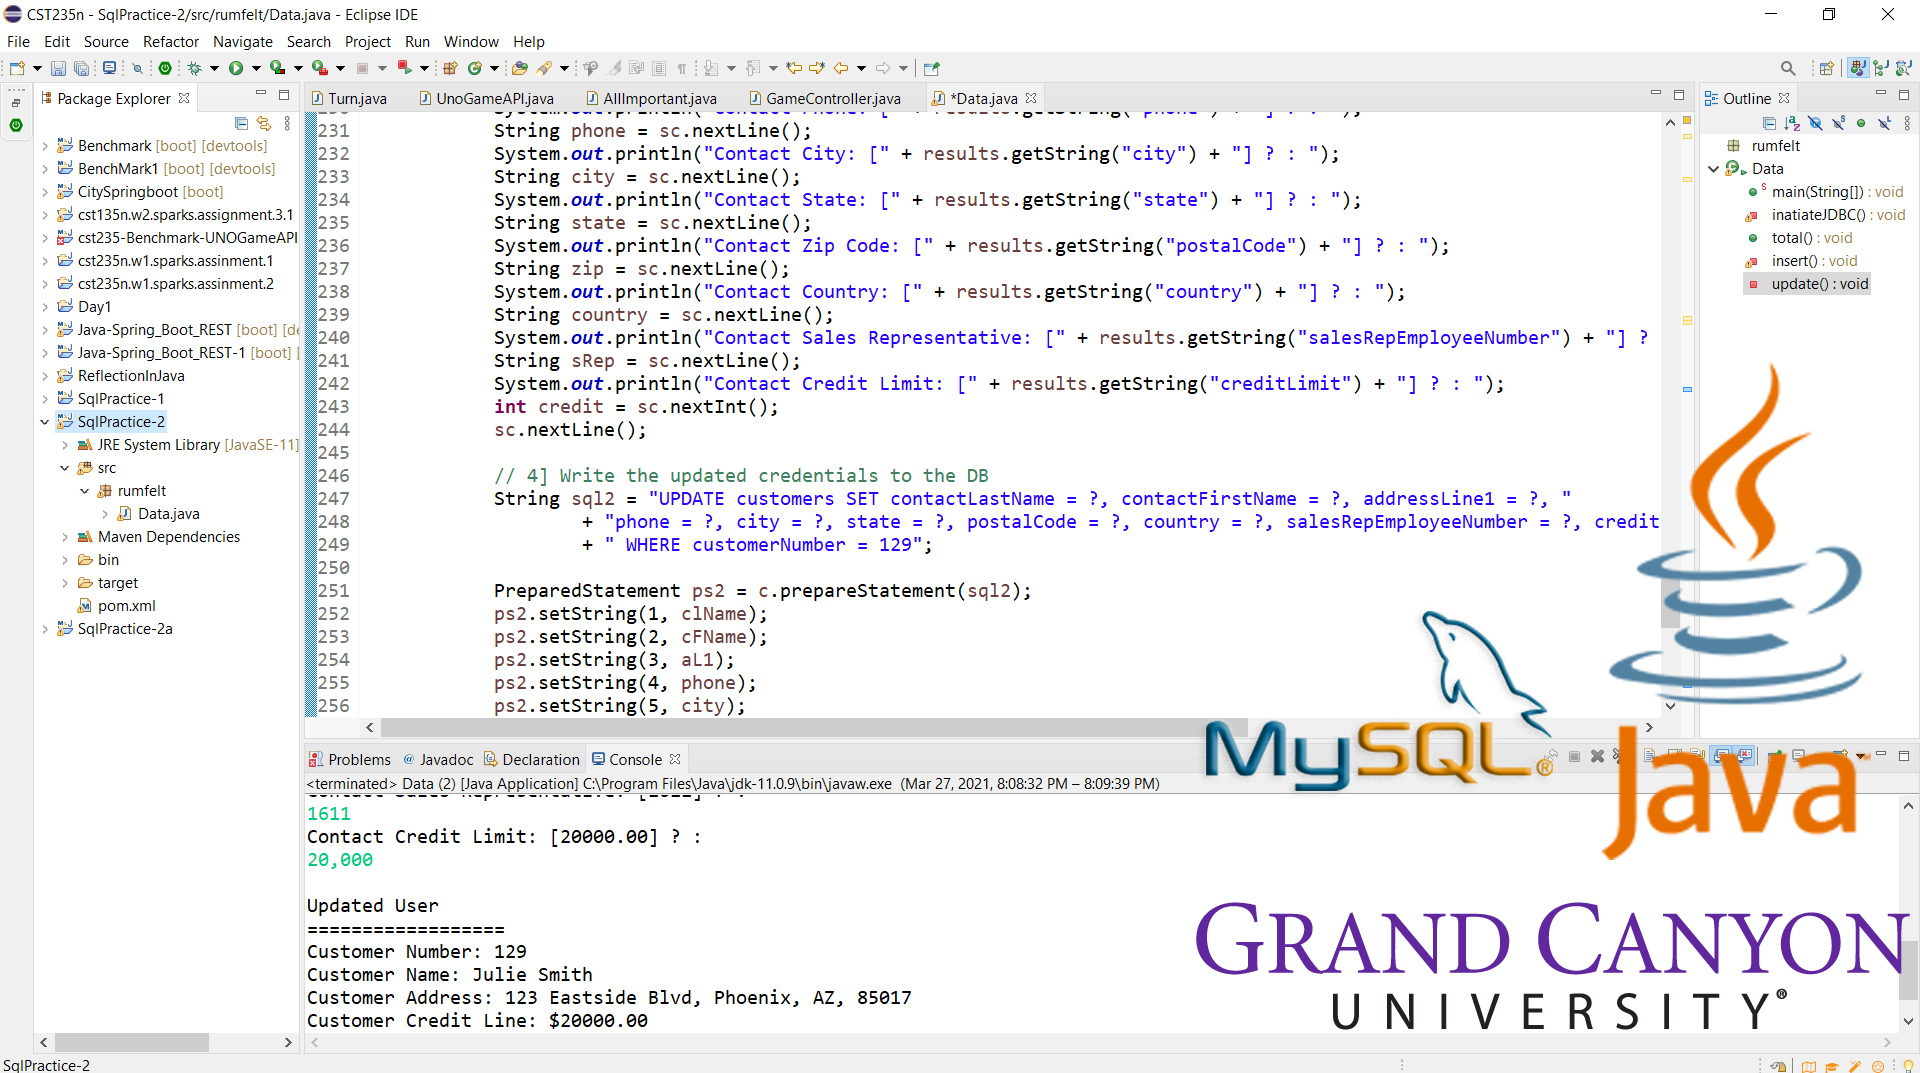 CST235n - SqlPractice-2/src/rumfelt/Data.java - Eclipse IDE
File Edit Source Refactor Navigate Search Project Run Window Help
Package Explorer
Turn.java UnoGameAPI.java AllImportant.java GameController.java *Data.java
Outline
Benchmark [boot] [devtools]
BenchMark1 [boot] [devtools]
CitySpringboot [boot]
cst135n.w2.sparks.assignment.3.1
cst235-Benchmark-UNOGameAPI
cst235n.w1.sparks.assinment.1
cst235n.w1.sparks.assinment.2
Day1
Java-Spring_Boot_REST [boot] [de
Java-Spring_Boot_REST-1 [boot] [
ReflectionInJava
SqlPractice-1
SqlPractice-2
JRE System Library [JavaSE-11]
src
rumfelt
Data.java
Maven Dependencies
bin
target
pom.xml
SqlPractice-2a
231 String phone = sc.nextLine();
232 System.out.println("Contact City: [" + results.getString("city") + "] ? : ");
233 String city = sc.nextLine();
234 System.out.println("Contact State: [" + results.getString("state") + "] ? : ");
235 String state = sc.nextLine();
236 System.out.println("Contact Zip Code: [" + results.getString("postalCode") + "] ? : ");
237 String zip = sc.nextLine();
238 System.out.println("Contact Country: [" + results.getString("country") + "] ? : ");
239 String country = sc.nextLine();
240 System.out.println("Contact Sales Representative: [" + results.getString("salesRepEmployeeNumber") + "] ?
241 String sRep = sc.nextLine();
242 System.out.println("Contact Credit Limit: [" + results.getString("creditLimit") + "] ? : ");
243 int credit = sc.nextInt();
244 sc.nextLine();
245
246 // 4] Write the updated credentials to the DB
247 String sql2 = "UPDATE customers SET contactLastName = ?, contactFirstName = ?, addressLine1 = ?, "
248 + "phone = ?, city = ?, state = ?, postalCode = ?, country = ?, salesRepEmployeeNumber = ?, credit
249 + " WHERE customerNumber = 129";
250
251 PreparedStatement ps2 = c.prepareStatement(sql2);
252 ps2.setString(1, clName);
253 ps2.setString(2, cFName);
254 ps2.setString(3, aL1);
255 ps2.setString(4, phone);
256 ps2.setString(5, city);
rumfelt
Data
main(String[]) : void
inatiateJDBC() : void
total() : void
insert() : void
update() : void
Problems @ Javadoc Declaration Console
<terminated> Data (2) [Java Application] C:\Program Files\Java\jdk-11.0.9\bin\javaw.exe (Mar 27, 2021, 8:08:32 PM – 8:09:39 PM)
1611
Contact Credit Limit: [20000.00] ? :
20,000
Updated User
==================
Customer Number: 129
Customer Name: Julie Smith
Customer Address: 123 Eastside Blvd, Phoenix, AZ, 85017
Customer Credit Line: $20000.00
MySQL®
Java
GRAND CANYON
UNIVERSITY®
SqlPractice-2